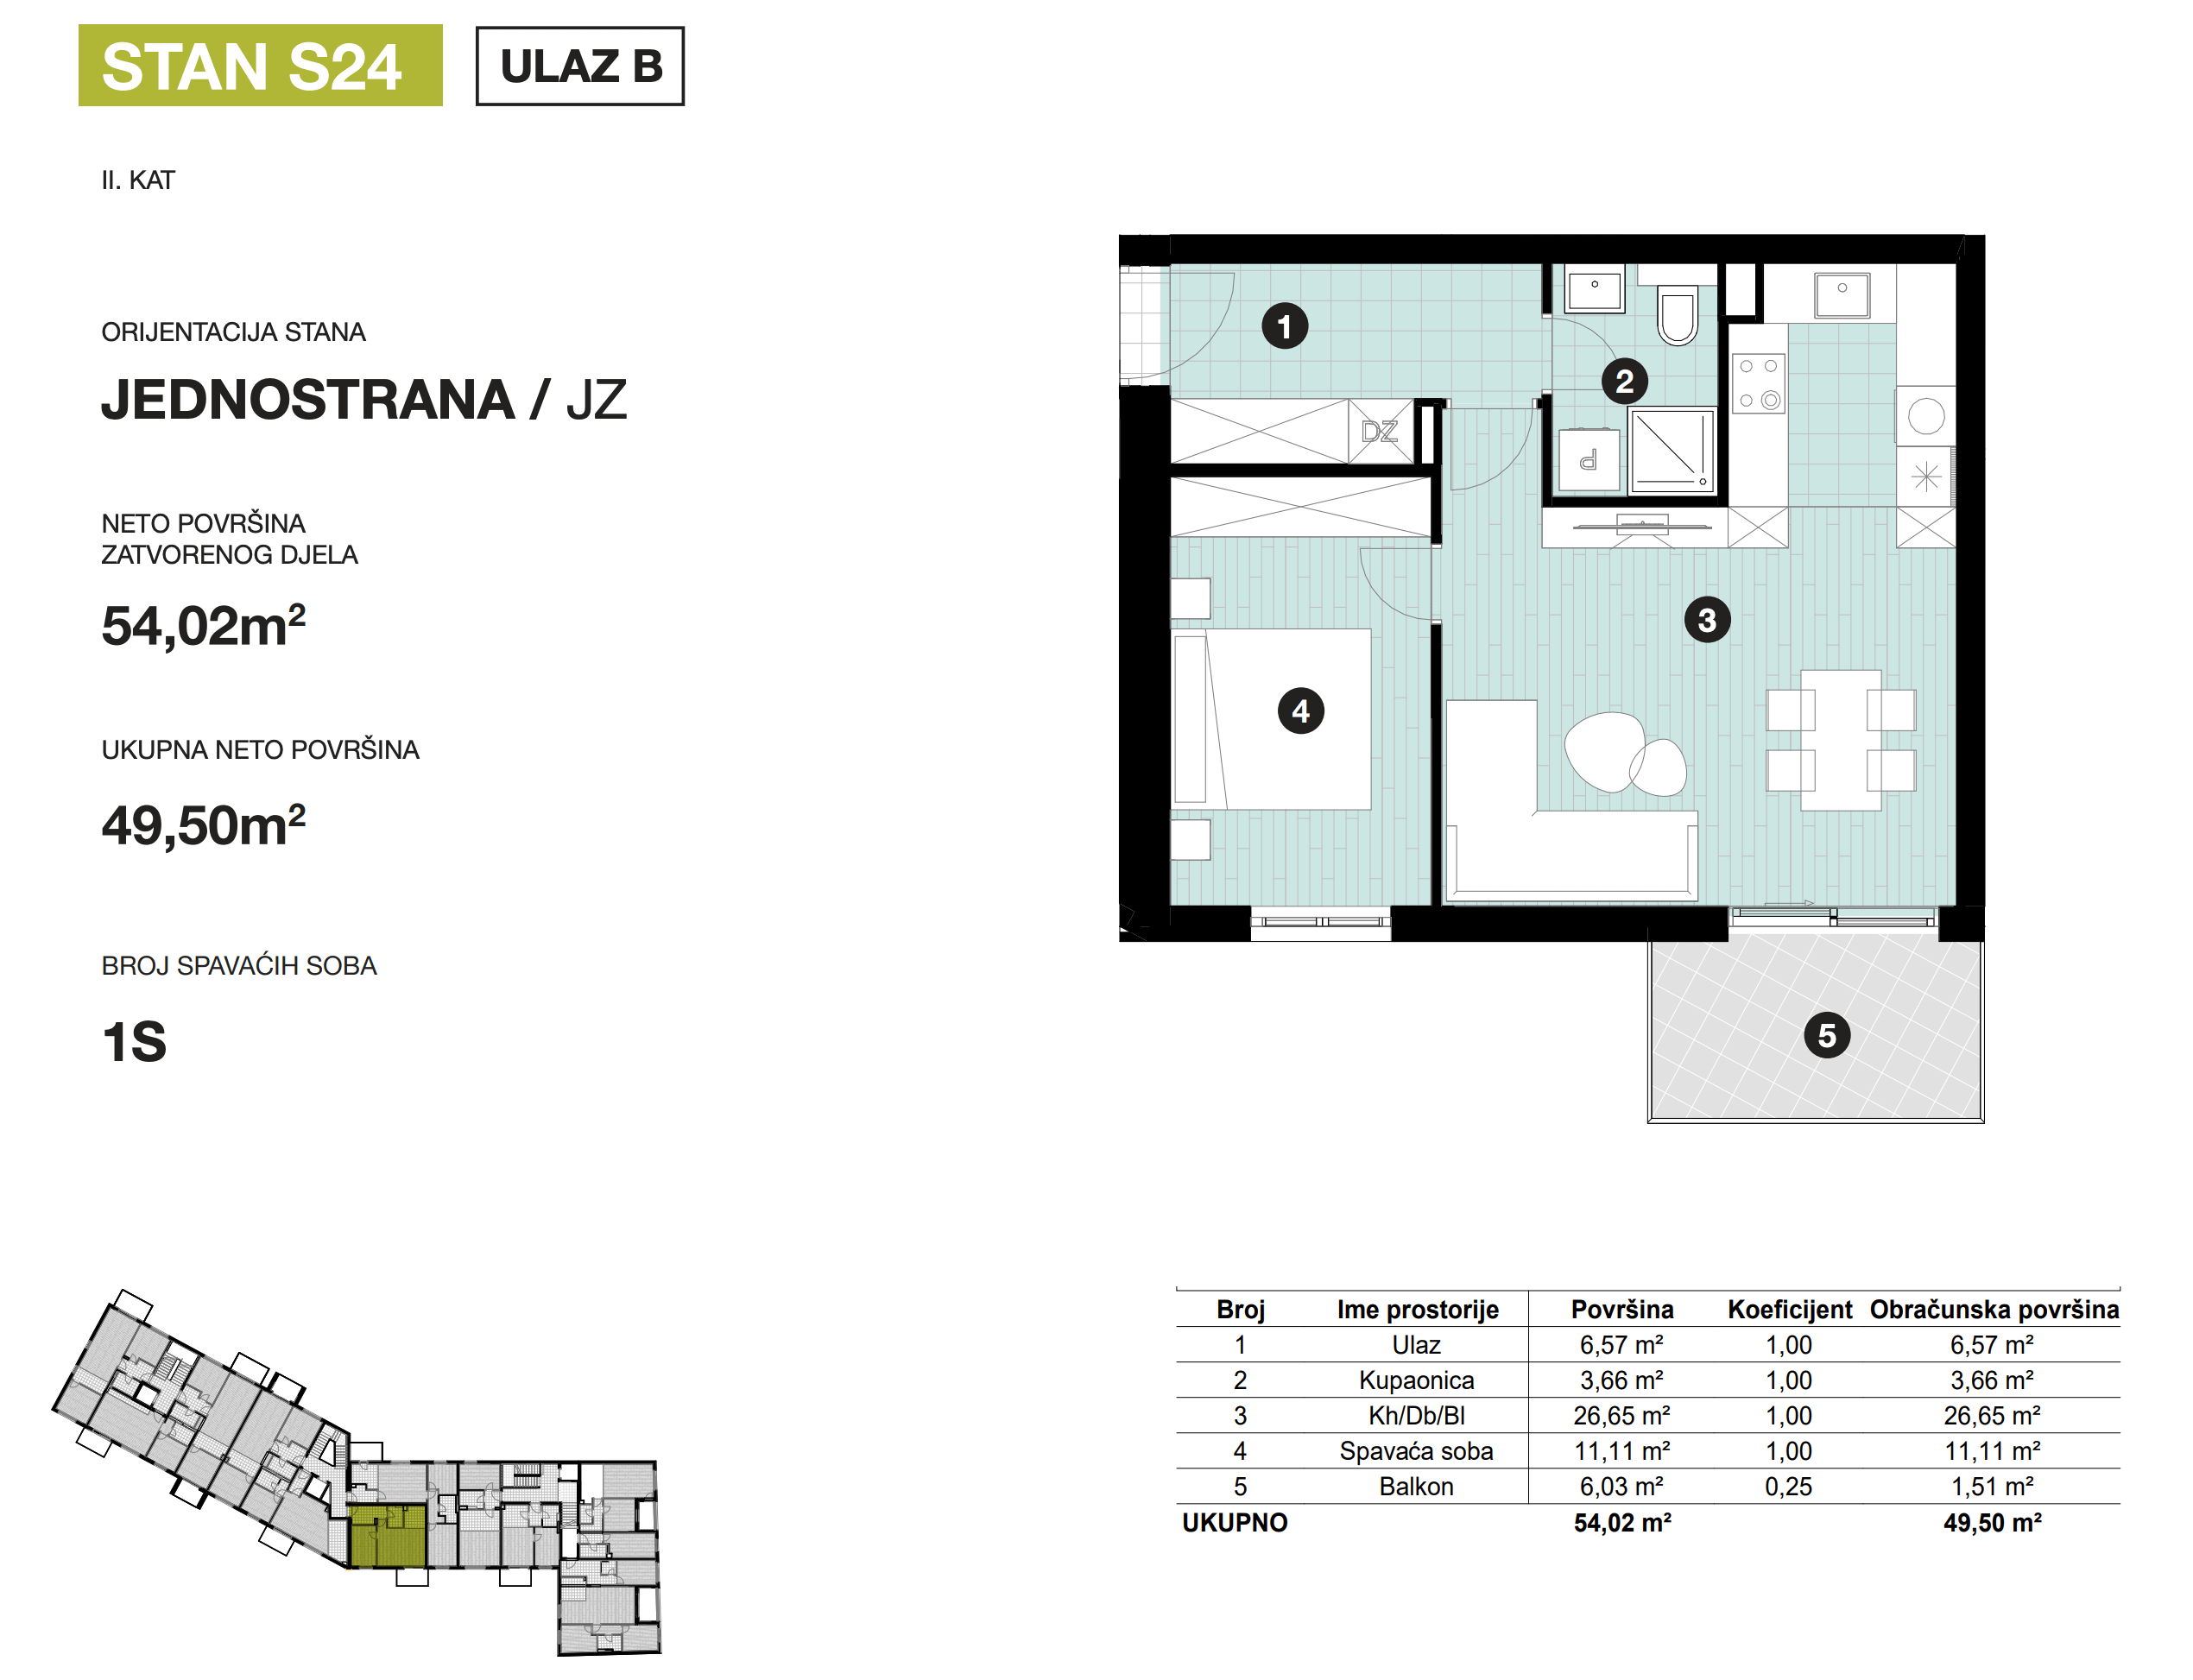 STAN S24
ULAZ B
II. KAT
ORIJENTACIJA STANA
JEDNOSTRANA / JZ
NETO POVRŠINA
ZATVORENOG DJELA
54,02m²
UKUPNA NETO POVRŠINA
49,50m²
BROJ SPAVAĆIH SOBA
1S
1
2
DZ
P
3
4
5
Broj Ime prostorije Površina Koeficijent Obračunska površina
1 Ulaz 6,57 m² 1,00 6,57 m²
2 Kupaonica 3,66 m² 1,00 3,66 m²
3 Kh/Db/Bl 26,65 m² 1,00 26,65 m²
4 Spavaća soba 11,11 m² 1,00 11,11 m²
5 Balkon 6,03 m² 0,25 1,51 m²
UKUPNO 54,02 m² 49,50 m²